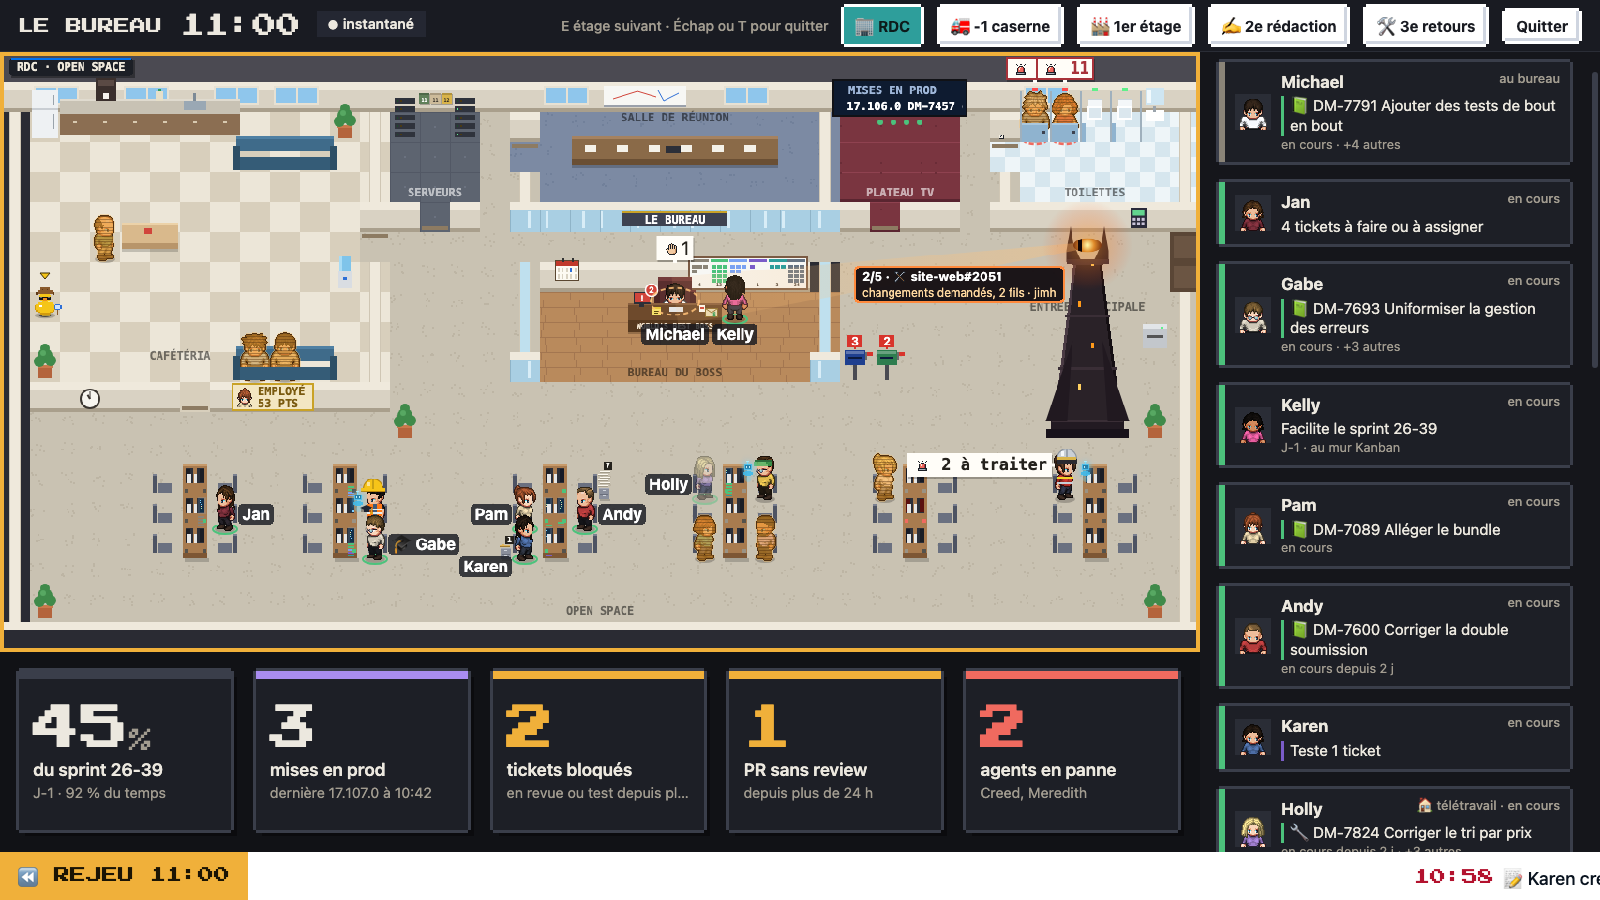 LE BUREAU 11:00 ● instantané
E étage suivant · Échap ou T pour quitter
RDC
-1 caserne
1er étage
2e rédaction
3e retours
Quitter
RDC · OPEN SPACE
11
MISES EN PROD
17.106.0 DM-7457
SALLE DE RÉUNION
SERVEURS
PLATEAU TV
TOILETTES
LE BUREAU
1
2/5 · site-web#2051
changements demandés, 2 fils · jimh
2
Michael
Kelly
CAFÉTÉRIA
BUREAU DU BOSS
3
2
EMPLOYÉ
53 PTS
2 à traiter
Holly
Jan
Pam
Andy
Gabe
Karen
OPEN SPACE
45%
du sprint 26-39
J-1 · 92 % du temps
3
mises en prod
dernière 17.107.0 à 10:42
2
tickets bloqués
en revue ou test depuis pl...
1
PR sans review
depuis plus de 24 h
2
agents en panne
Creed, Meredith
Michael
au bureau
DM-7791 Ajouter des tests de bout
en bout
en cours · +4 autres
Jan
en cours
4 tickets à faire ou à assigner
Gabe
en cours
DM-7693 Uniformiser la gestion
des erreurs
en cours · +3 autres
Kelly
en cours
Facilite le sprint 26-39
J-1 · au mur Kanban
Pam
en cours
DM-7089 Alléger le bundle
en cours
Andy
en cours
DM-7600 Corriger la double
soumission
en cours depuis 2 j
Karen
en cours
Teste 1 ticket
Holly
télétravail · en cours
DM-7824 Corriger le tri par prix
en cours depuis 2 j · +3 autres
REJEU 11:00
10:58 Karen cré